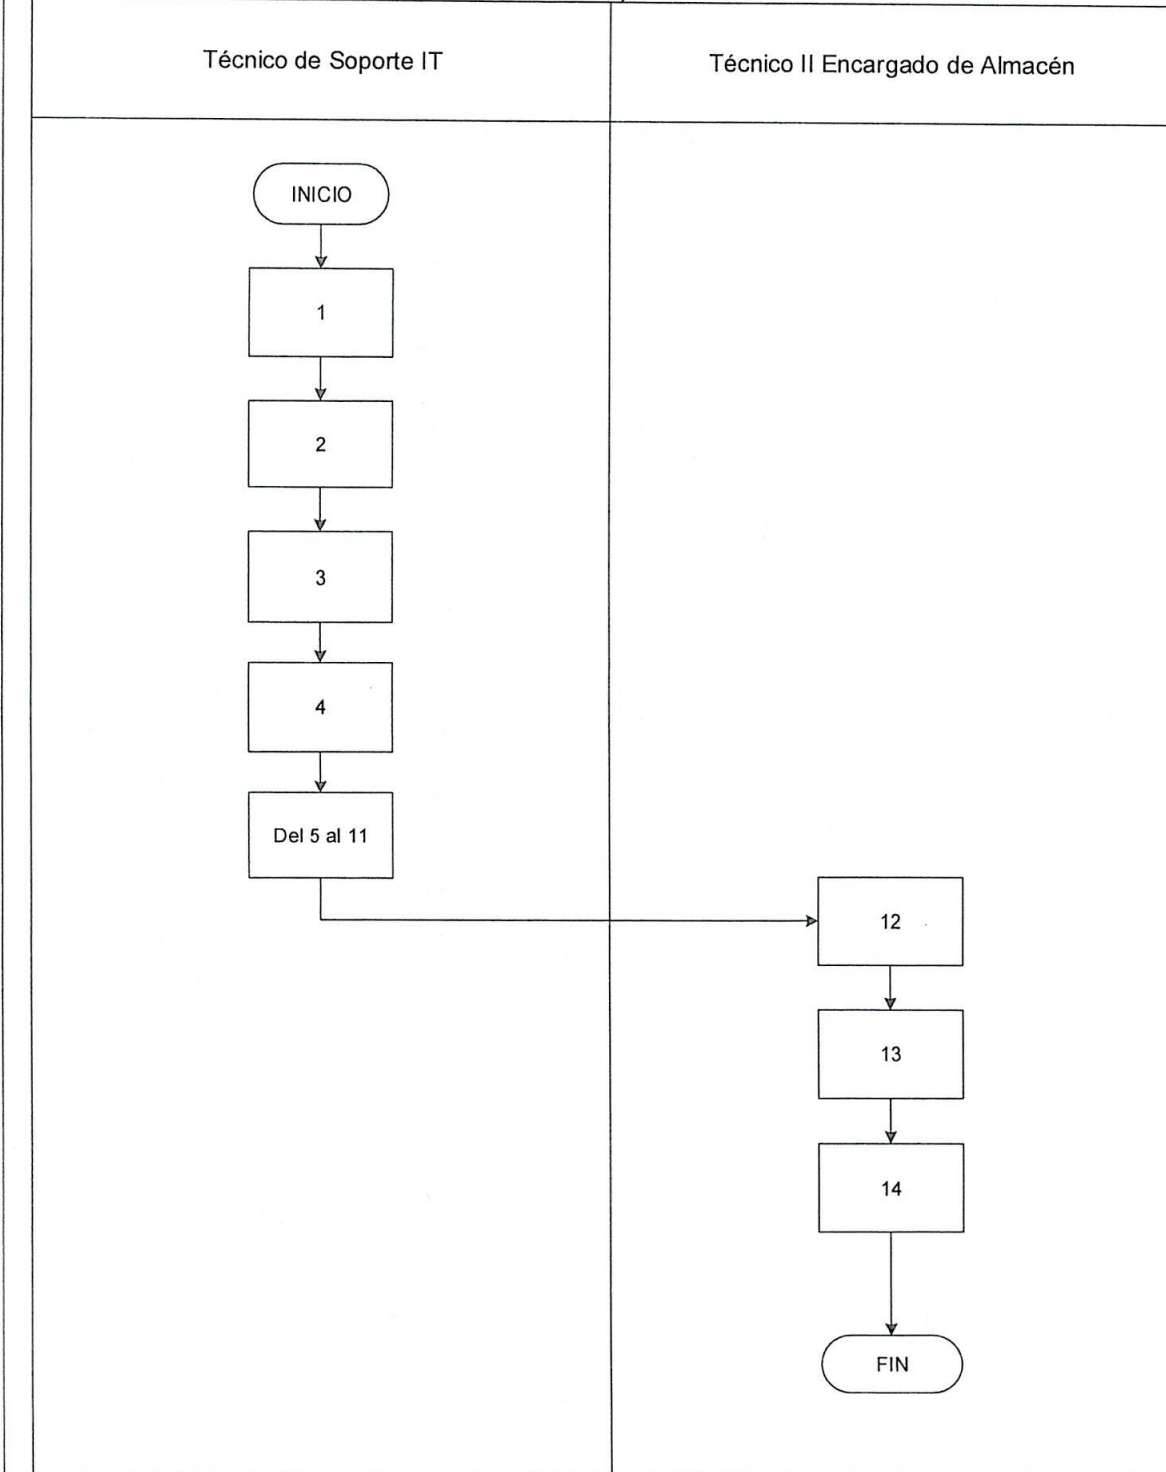 Técnico de Soporte IT
Técnico II Encargado de Almacén
INICIO
1
2
3
4
Del 5 al 11
12
13
14
FIN